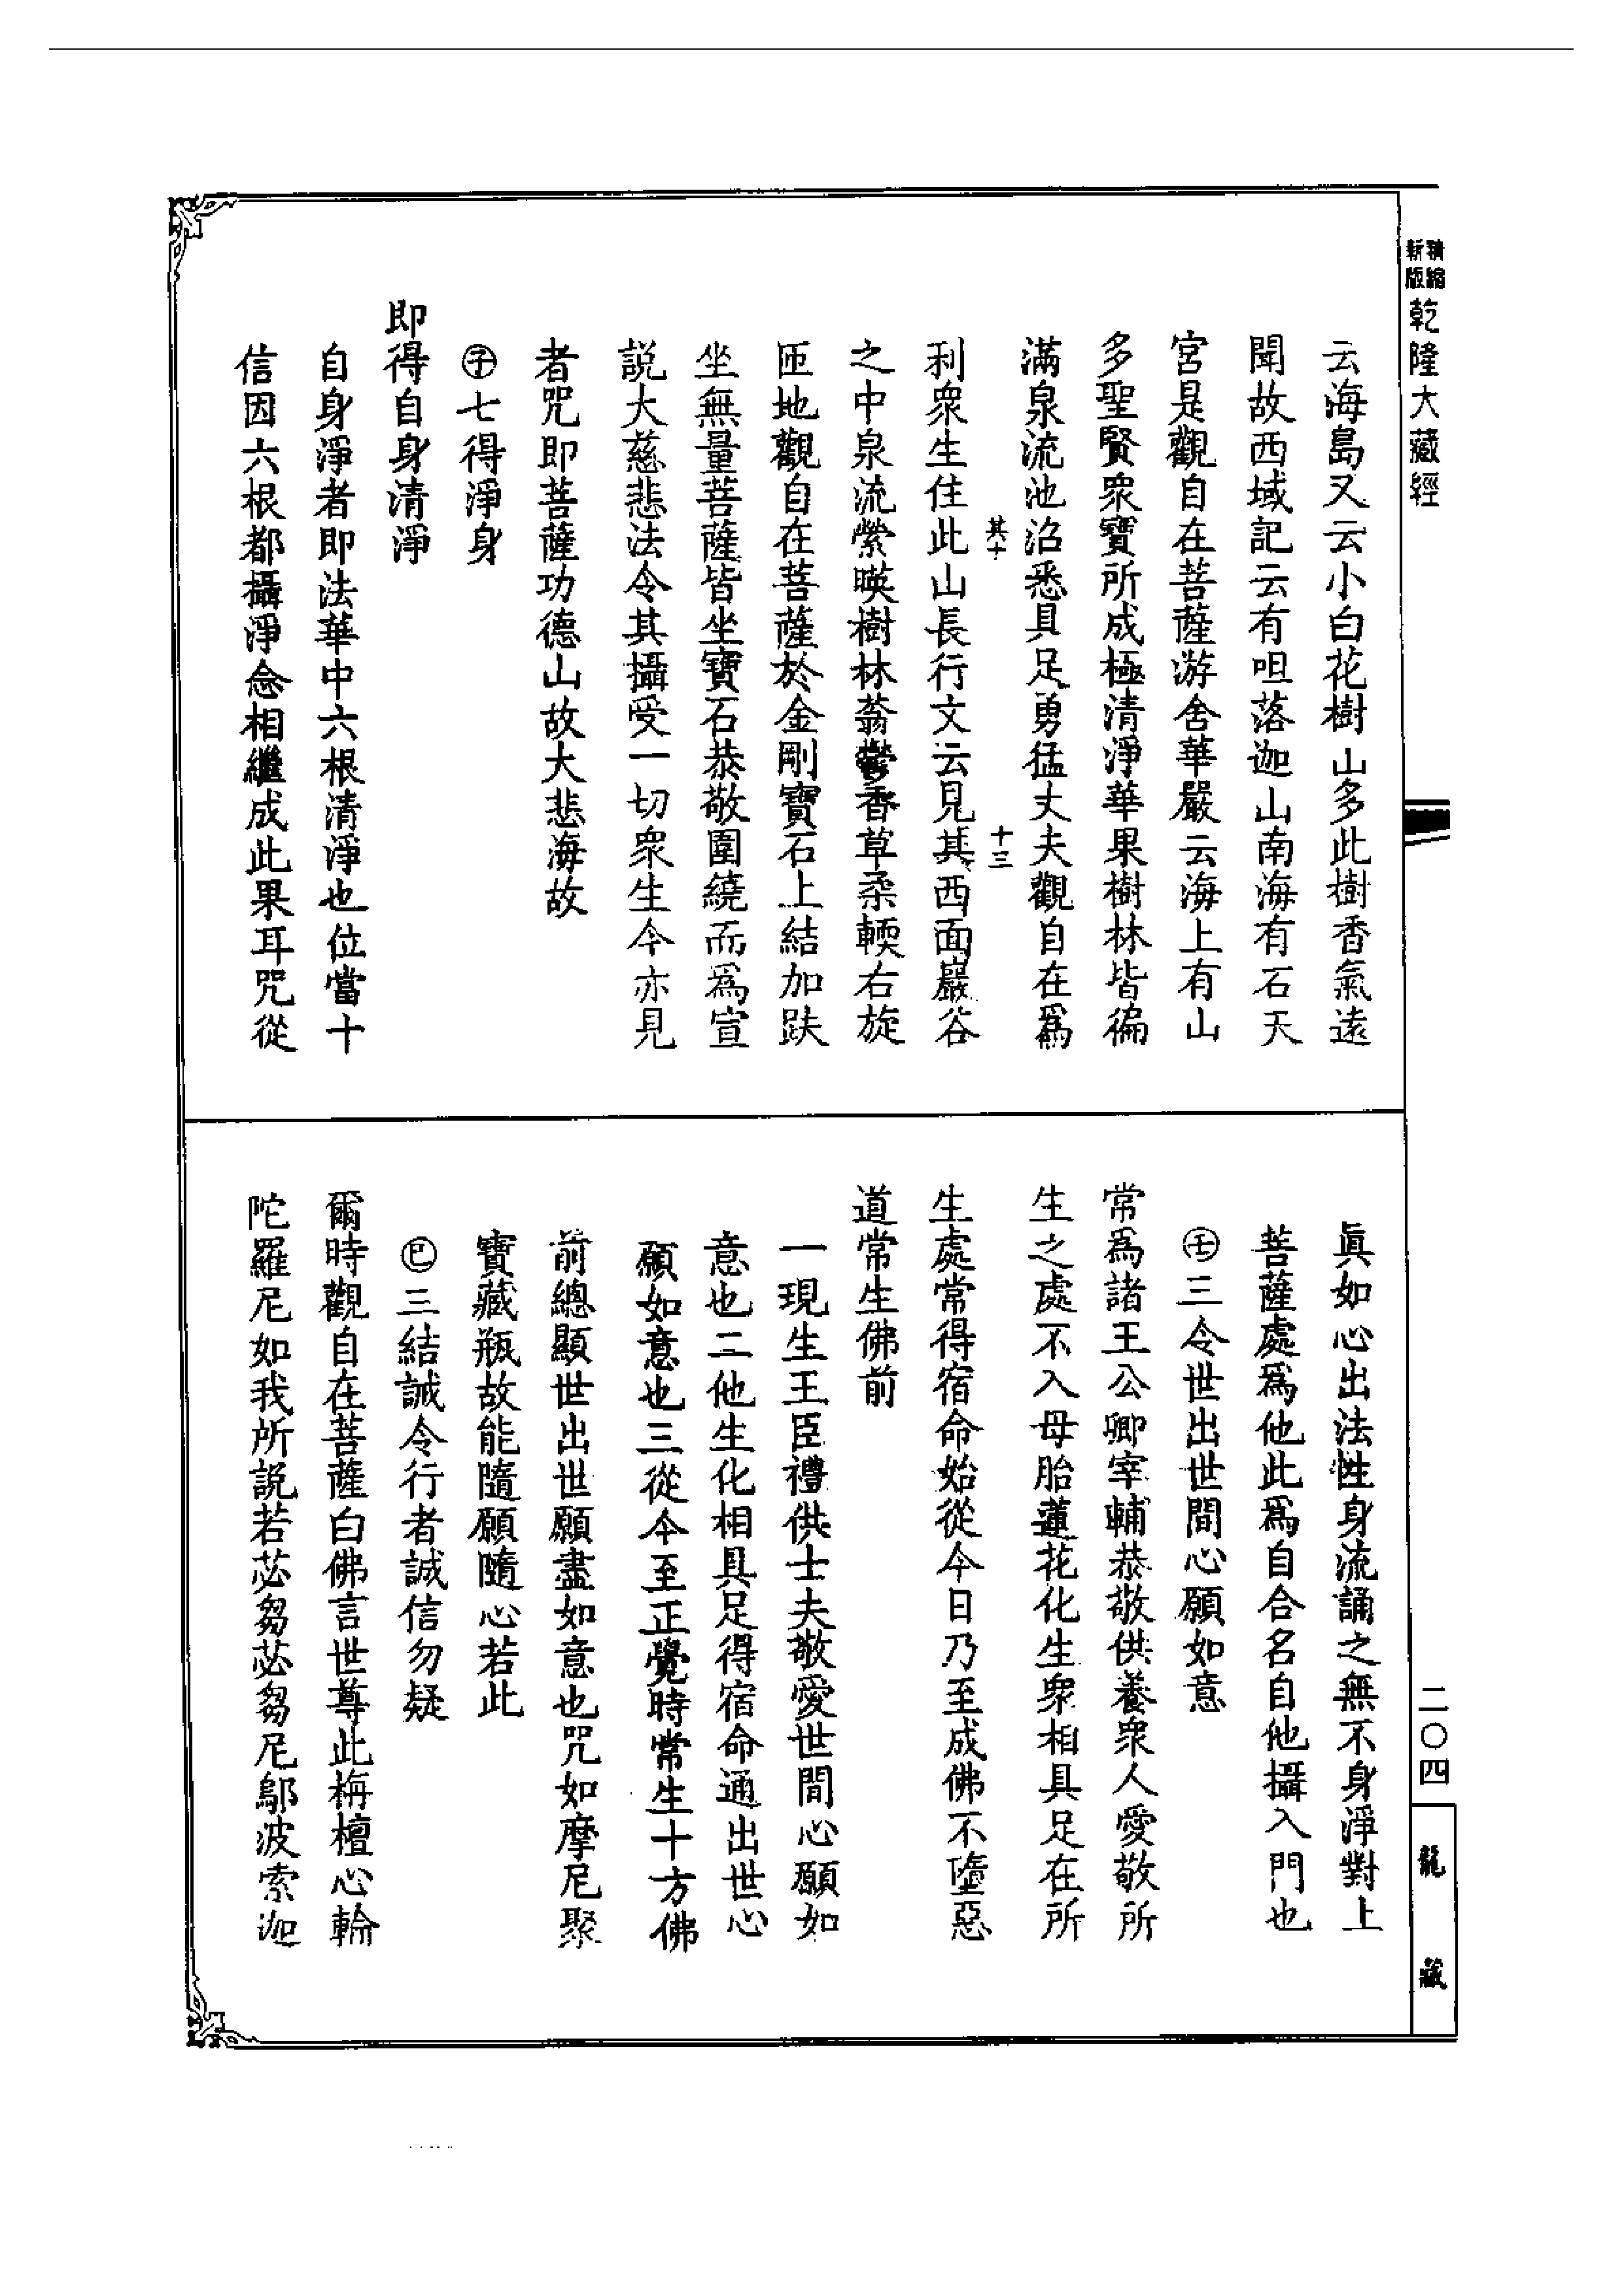 精縮新版乾隆大藏經
云海島又云小白花樹山多此樹香氣遠
聞故西域記云有呾落迦山南海有石天
宮是觀自在菩薩游舍華嚴云海上有山
多聖賢衆寶所成極清淨華果樹林皆徧
滿泉流池沼悉具足勇猛丈夫觀自在爲
其十
十三
利衆生住此山長行文云見其西面巖谷
之中泉流縈暎樹林蓊鬱香草柔輭右旋
匝地觀自在菩薩於金剛寶石上結加趺
坐無量菩薩皆坐寶石恭敬圍繞而爲宣
説大慈悲法令其攝受一切衆生今亦見
者咒即菩薩功德山故大悲海故
㊅七得淨身
即得自身清淨
自身淨者即法華中六根清淨也位當十
信因六根都攝淨念相繼成此果耳咒從
眞如心出法性身流誦之無不身淨對上
菩薩處爲他此爲自合名自他攝入門也
壬三令世出世間心願如意
常爲諸王公卿宰輔恭敬供養衆人愛敬所
生之處不入母胎蓮花化生衆相具足在所
生處常得宿命始從今日乃至成佛不墮惡
道常生佛前
一現生王臣禮供士夫敬愛世間心願如
意也二他生化相具足得宿命通出世心
願如意也三從今至正覺時常生十方佛
前總顯世出世願盡如意也咒如摩尼聚
寶藏瓶故能隨願隨心若此
巳三結誠令行者誠信勿疑
爾時觀自在菩薩白佛言世尊此栴檀心輪
陀羅尼如我所説若苾芻苾芻尼鄔波索迦
二〇四
龍藏